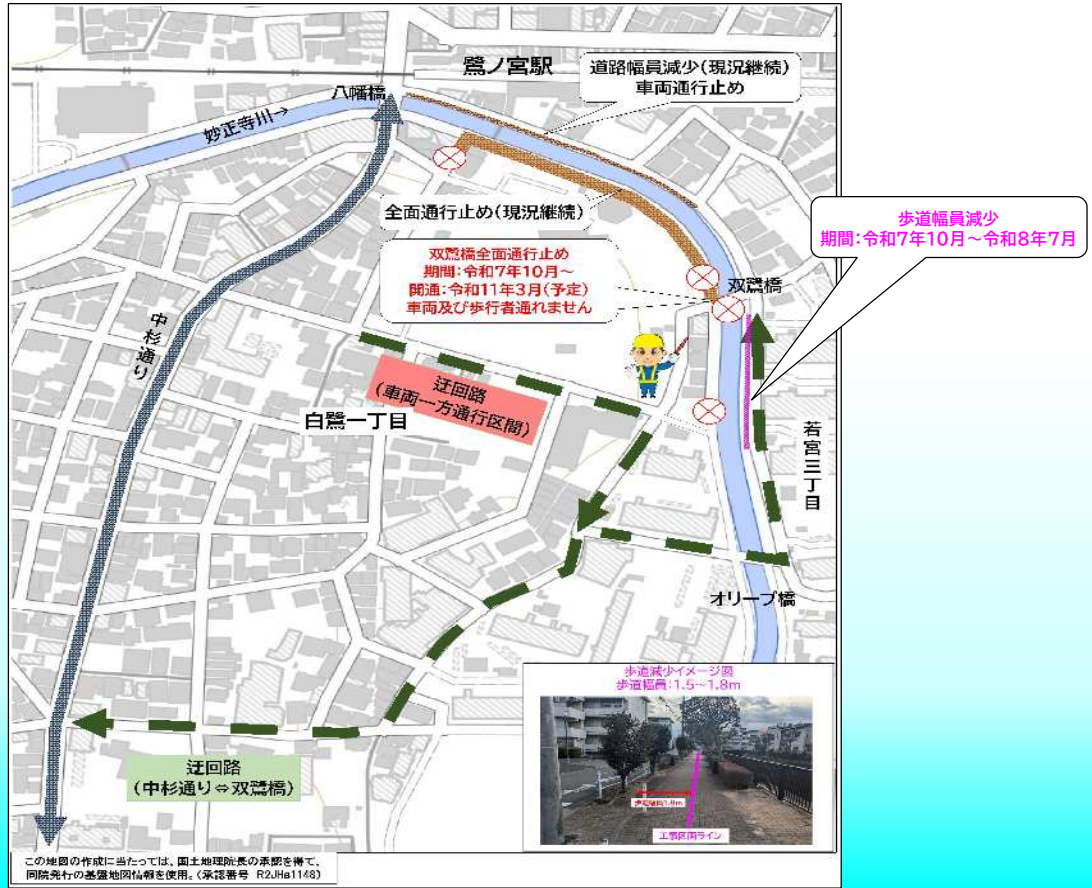 鷺ノ宮駅
八幡橋
妙正寺川→
道路幅員減少(現況継続)
車両通行止め
全面通行止め(現況継続)
歩道幅員減少
期間:令和7年10月～令和8年7月
双鷺橋全面通行止め
期間:令和7年10月～
開通:令和11年3月(予定)
車両及び歩行者通れません
双鷺橋
中杉通り
迂回路
(車両一方通行区間)
白鷺一丁目
若宮三丁目
オリーブ橋
歩道減少イメージ図
歩道幅員:1.5～1.8m
歩道幅員1.8m
工事区画ライン
迂回路
(中杉通り⇔双鷺橋)
この地図の作成に当たっては、国土地理院長の承認を得て、
同院発行の基盤地図情報を使用。(承認番号 R2JHs1148)